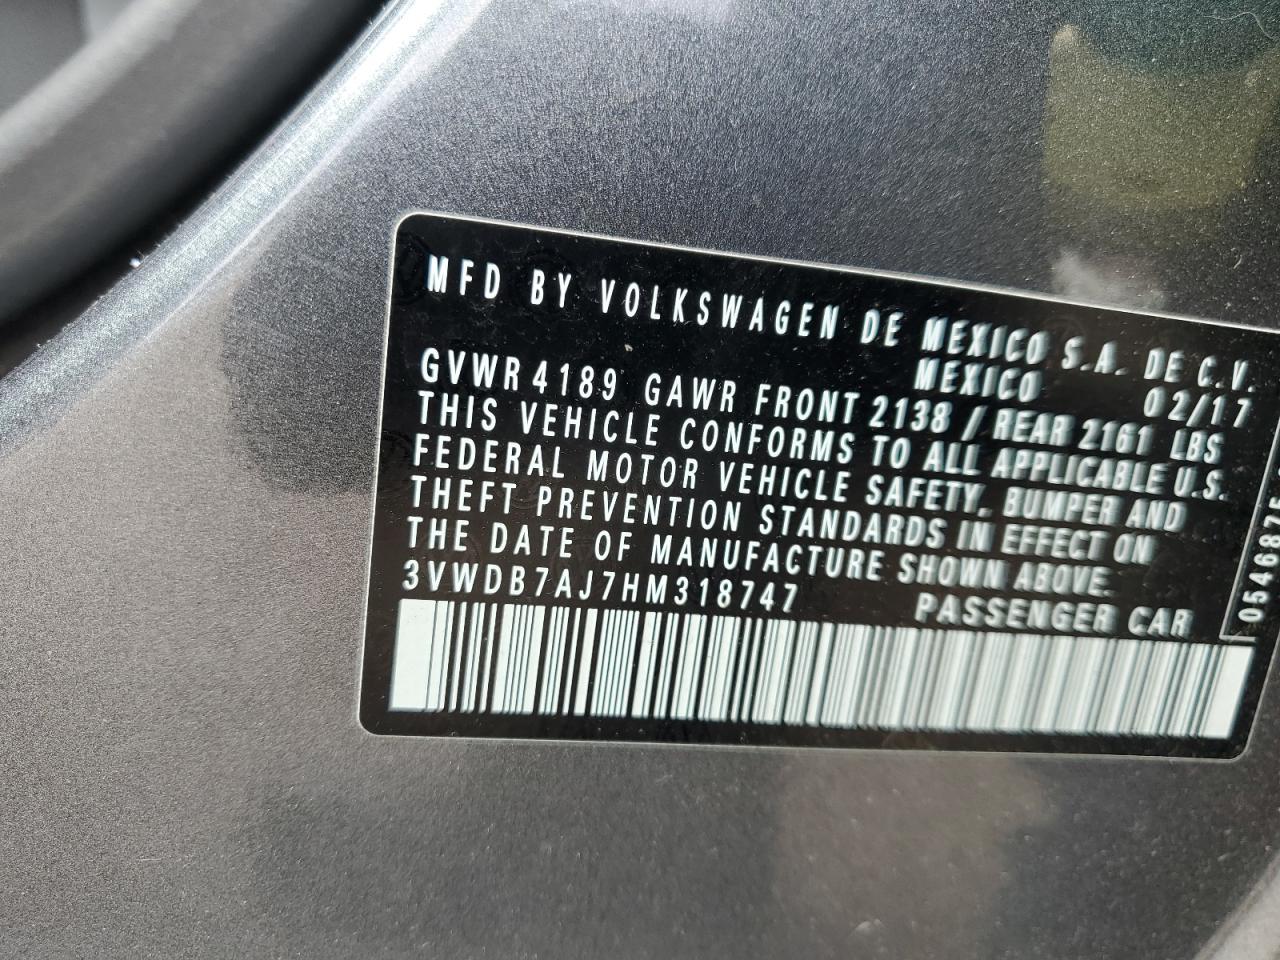 MFD BY VOLKSWAGEN DE MEXICO S.A. DE C.V.
MEXICO 02/17
GVWR 4189 GAWR FRONT 2138 / REAR 2161 LBS
THIS VEHICLE CONFORMS TO ALL APPLICABLE U.S.
FEDERAL MOTOR VEHICLE SAFETY, BUMPER AND
THEFT PREVENTION STANDARDS IN EFFECT ON
THE DATE OF MANUFACTURE SHOWN ABOVE.
3VWDB7AJ7HM318747 PASSENGER CAR